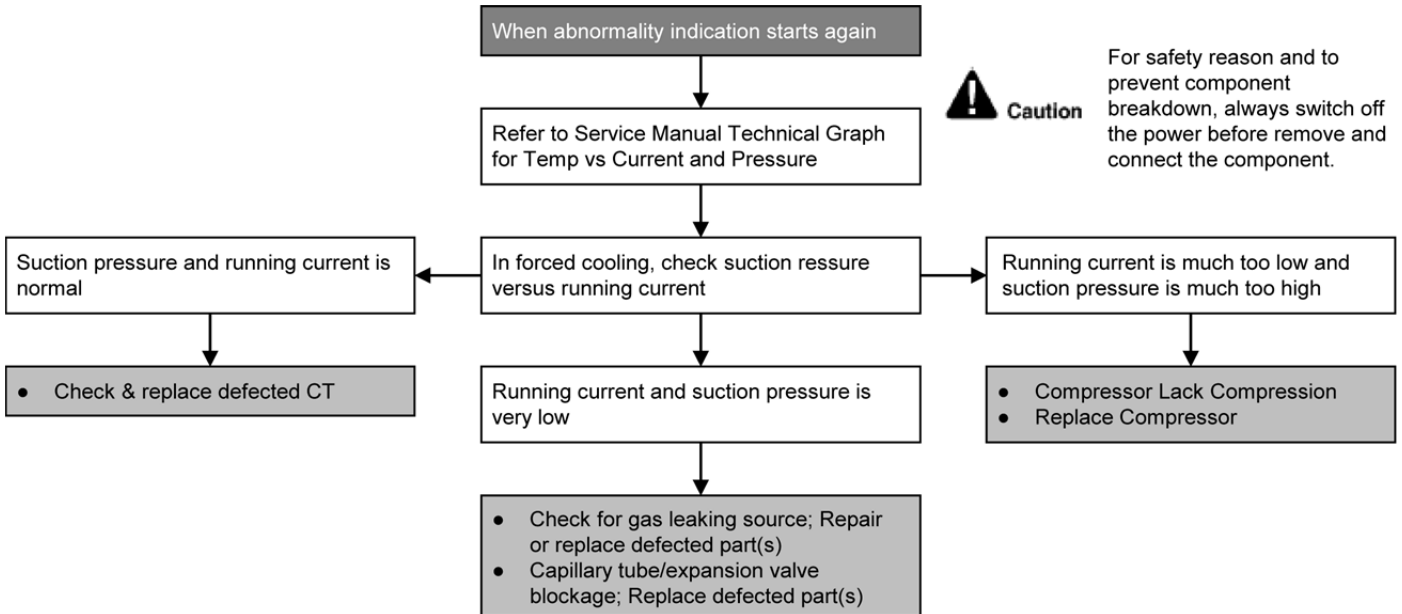 When abnormality indication starts again
For safety reason and to
prevent component
breakdown, always switch off
the power before remove and
connect the component.
Caution
Refer to Service Manual Technical Graph
for Temp vs Current and Pressure
Suction pressure and running current is
normal
In forced cooling, check suction ressure
versus running current
Running current is much too low and
suction pressure is much too high
● Check & replace defected CT
Running current and suction pressure is
very low
● Compressor Lack Compression
● Replace Compressor
● Check for gas leaking source; Repair
or replace defected part(s)
● Capillary tube/expansion valve
blockage; Replace defected part(s)